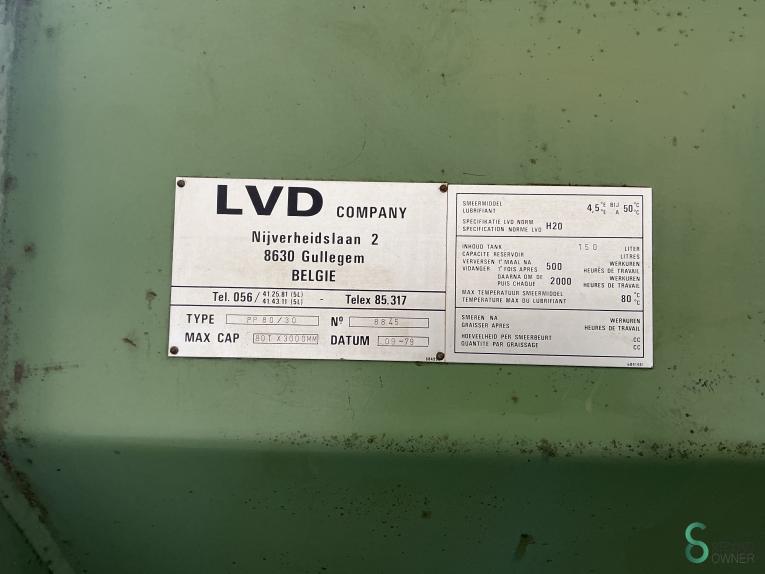 LVD COMPANY
Nijverheidslaan 2
8630 Gullegem
BELGIE
Tel. 056/ 41.25.81 (5L) - Telex 85.317
41.43.11 (5L)
TYPE PP 80/30 Nº 8845
MAX CAP 80T X 3000MM DATUM 09-79
SMEERMIDDEL 4,5 °E BIJ 50 °C
LUBRIFIANT °E A °C
SPECIFIKATIE LVD NORM H20
SPECIFICATION NORME LVD
INHOUD TANK 150 LITER
CAPACITE RESERVOIR LITRES
VERVERSEN 1e MAAL NA 500 WERKUREN
VIDANGER 1e FOIS APRES HEURES DE TRAVAIL
DAARNA OM DE 2000 WERKUREN
PUIS CHAQUE HEURES DE TRAVAIL
MAX TEMPERATUUR SMEERMIDDEL 80 °C
TEMPERATURE MAX DU LUBRIFIANT °C
SMEREN NA WERKUREN
GRAISSER APRES HEURES DE TRAVAIL
HOEVEELHEID PER SMEERBEURT CC
QUANTITE PAR GRAISSAGE CC
OWNER